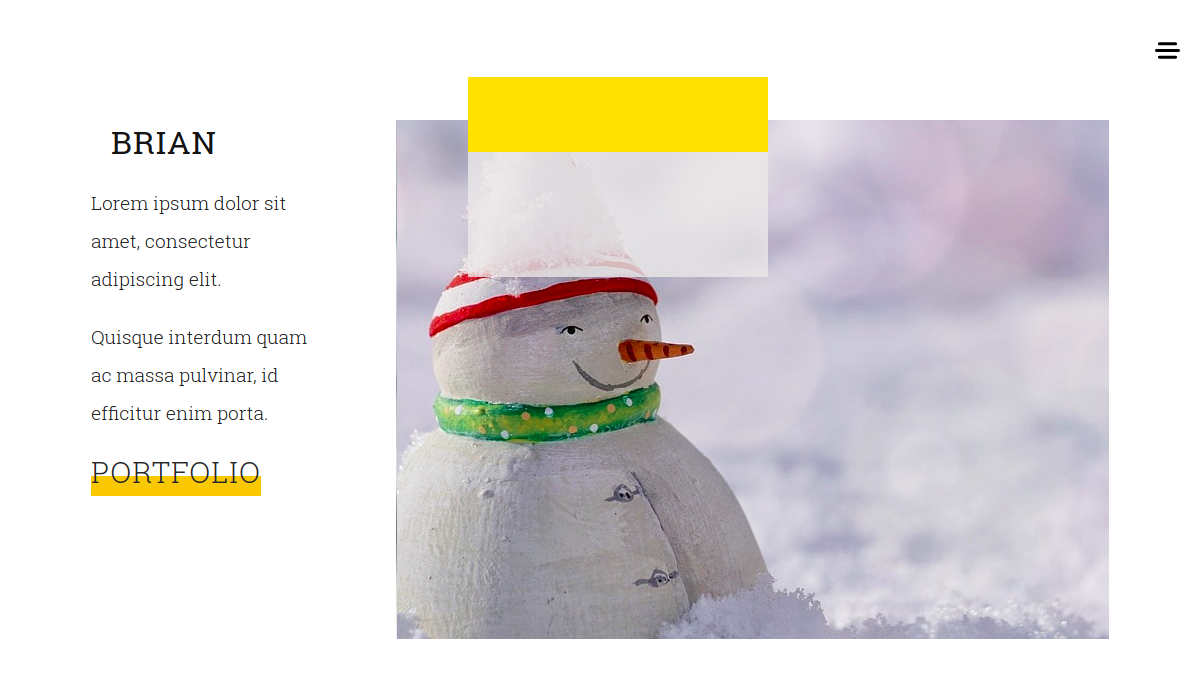 BRIAN
Lorem ipsum dolor sit
amet, consectetur
adipiscing elit.
Quisque interdum quam
ac massa pulvinar, id
efficitur enim porta.
PORTFOLIO